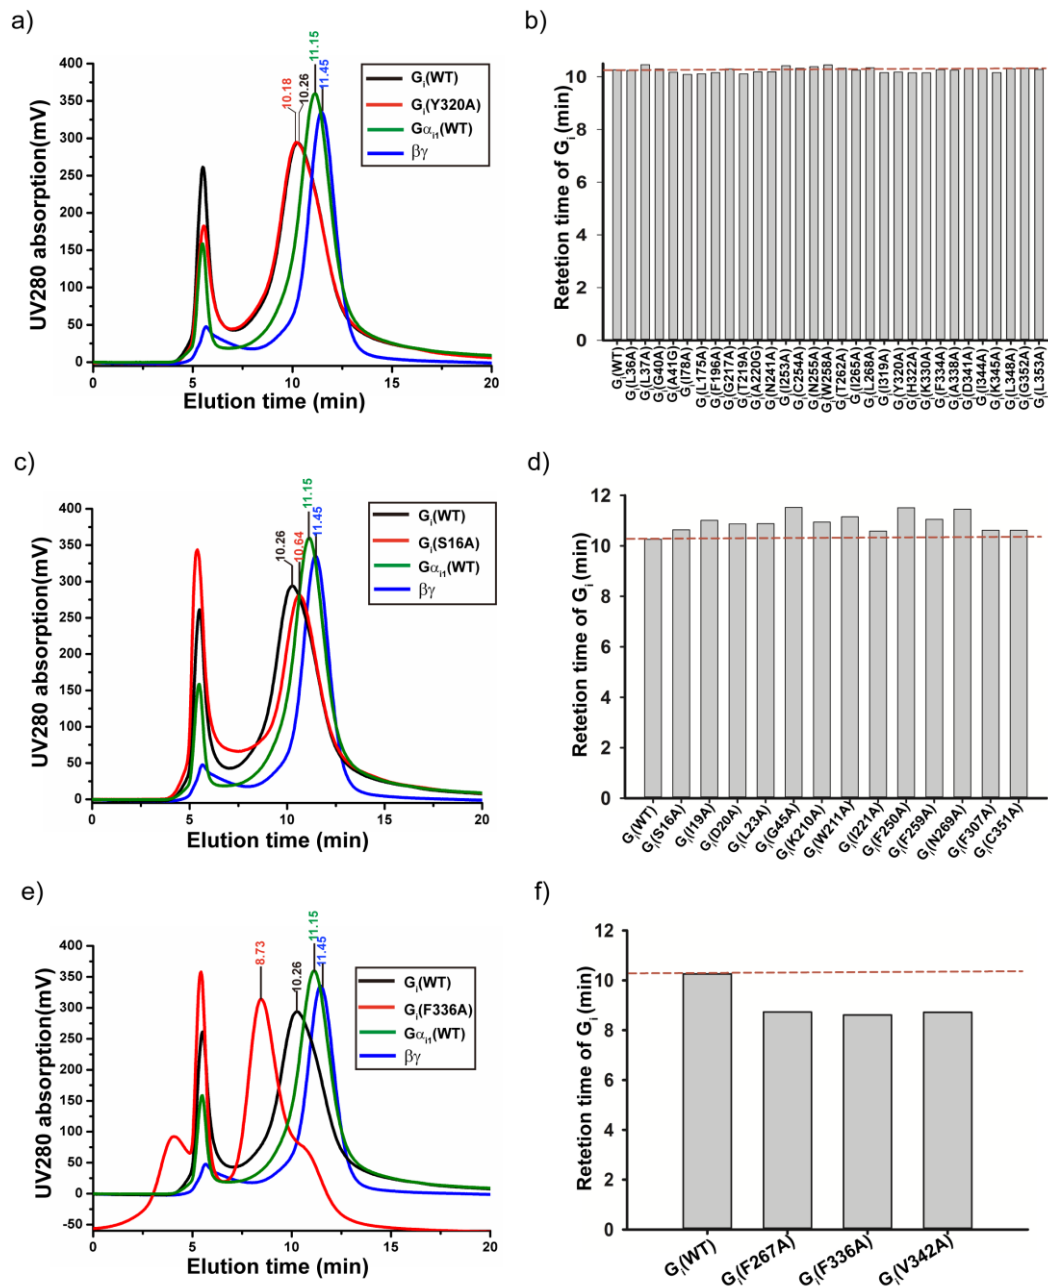 a)
11.15
10.18
10.26
11.45
400
350
300
250
200
150
100
50
0
UV280 absorption(mV)
Gi(WT)
Gi(Y320A)
Gαi1(WT)
βγ
0 5 10 15 20
Elution time (min)
b)
10
8
6
4
2
0
Retetion time of Gi (min)
Gi(WT)
Gi(L36A)
Gi(L37A)
Gi(G40A)
Gi(A41G)
Gi(I78A)
Gi(L175A)
Gi(F196A)
Gi(G217A)
Gi(T219A)
Gi(A220G)
Gi(N241A)
Gi(I253A)
Gi(C254A)
Gi(N255A)
Gi(W258A)
Gi(T262A)
Gi(I265A)
Gi(L268A)
Gi(I319A)
Gi(Y320A)
Gi(H322A)
Gi(K330A)
Gi(F334A)
Gi(A338A)
Gi(D341A)
Gi(I344A)
Gi(K345A)
Gi(L348A)
Gi(G352A)
Gi(L353A)
c)
11.15
10.26
10.64
11.45
400
350
300
250
200
150
100
50
0
UV280 absorption(mV)
Gi(WT)
Gi(S16A)
Gαi1(WT)
βγ
0 5 10 15 20
Elution time (min)
d)
12
10
8
6
4
2
0
Retetion time of Gi (min)
Gi(WT)
Gi(S16A)
Gi(I19A)
Gi(D20A)
Gi(L23A)
Gi(G45A)
Gi(K210A)
Gi(W211A)
Gi(I221A)
Gi(F250A)
Gi(F259A)
Gi(N269A)
Gi(F307A)
Gi(C351A)
e)
8.73
10.26
11.15
11.45
400
350
300
250
200
150
100
50
0
-50
UV280 absorption(mV)
Gi(WT)
Gi(F336A)
Gαi1(WT)
βγ
0 5 10 15 20
Elution time (min)
f)
12
10
8
6
4
2
0
Retetion time of Gi (min)
Gi(WT)
Gi(F267A)
Gi(F336A)
Gi(V342A)